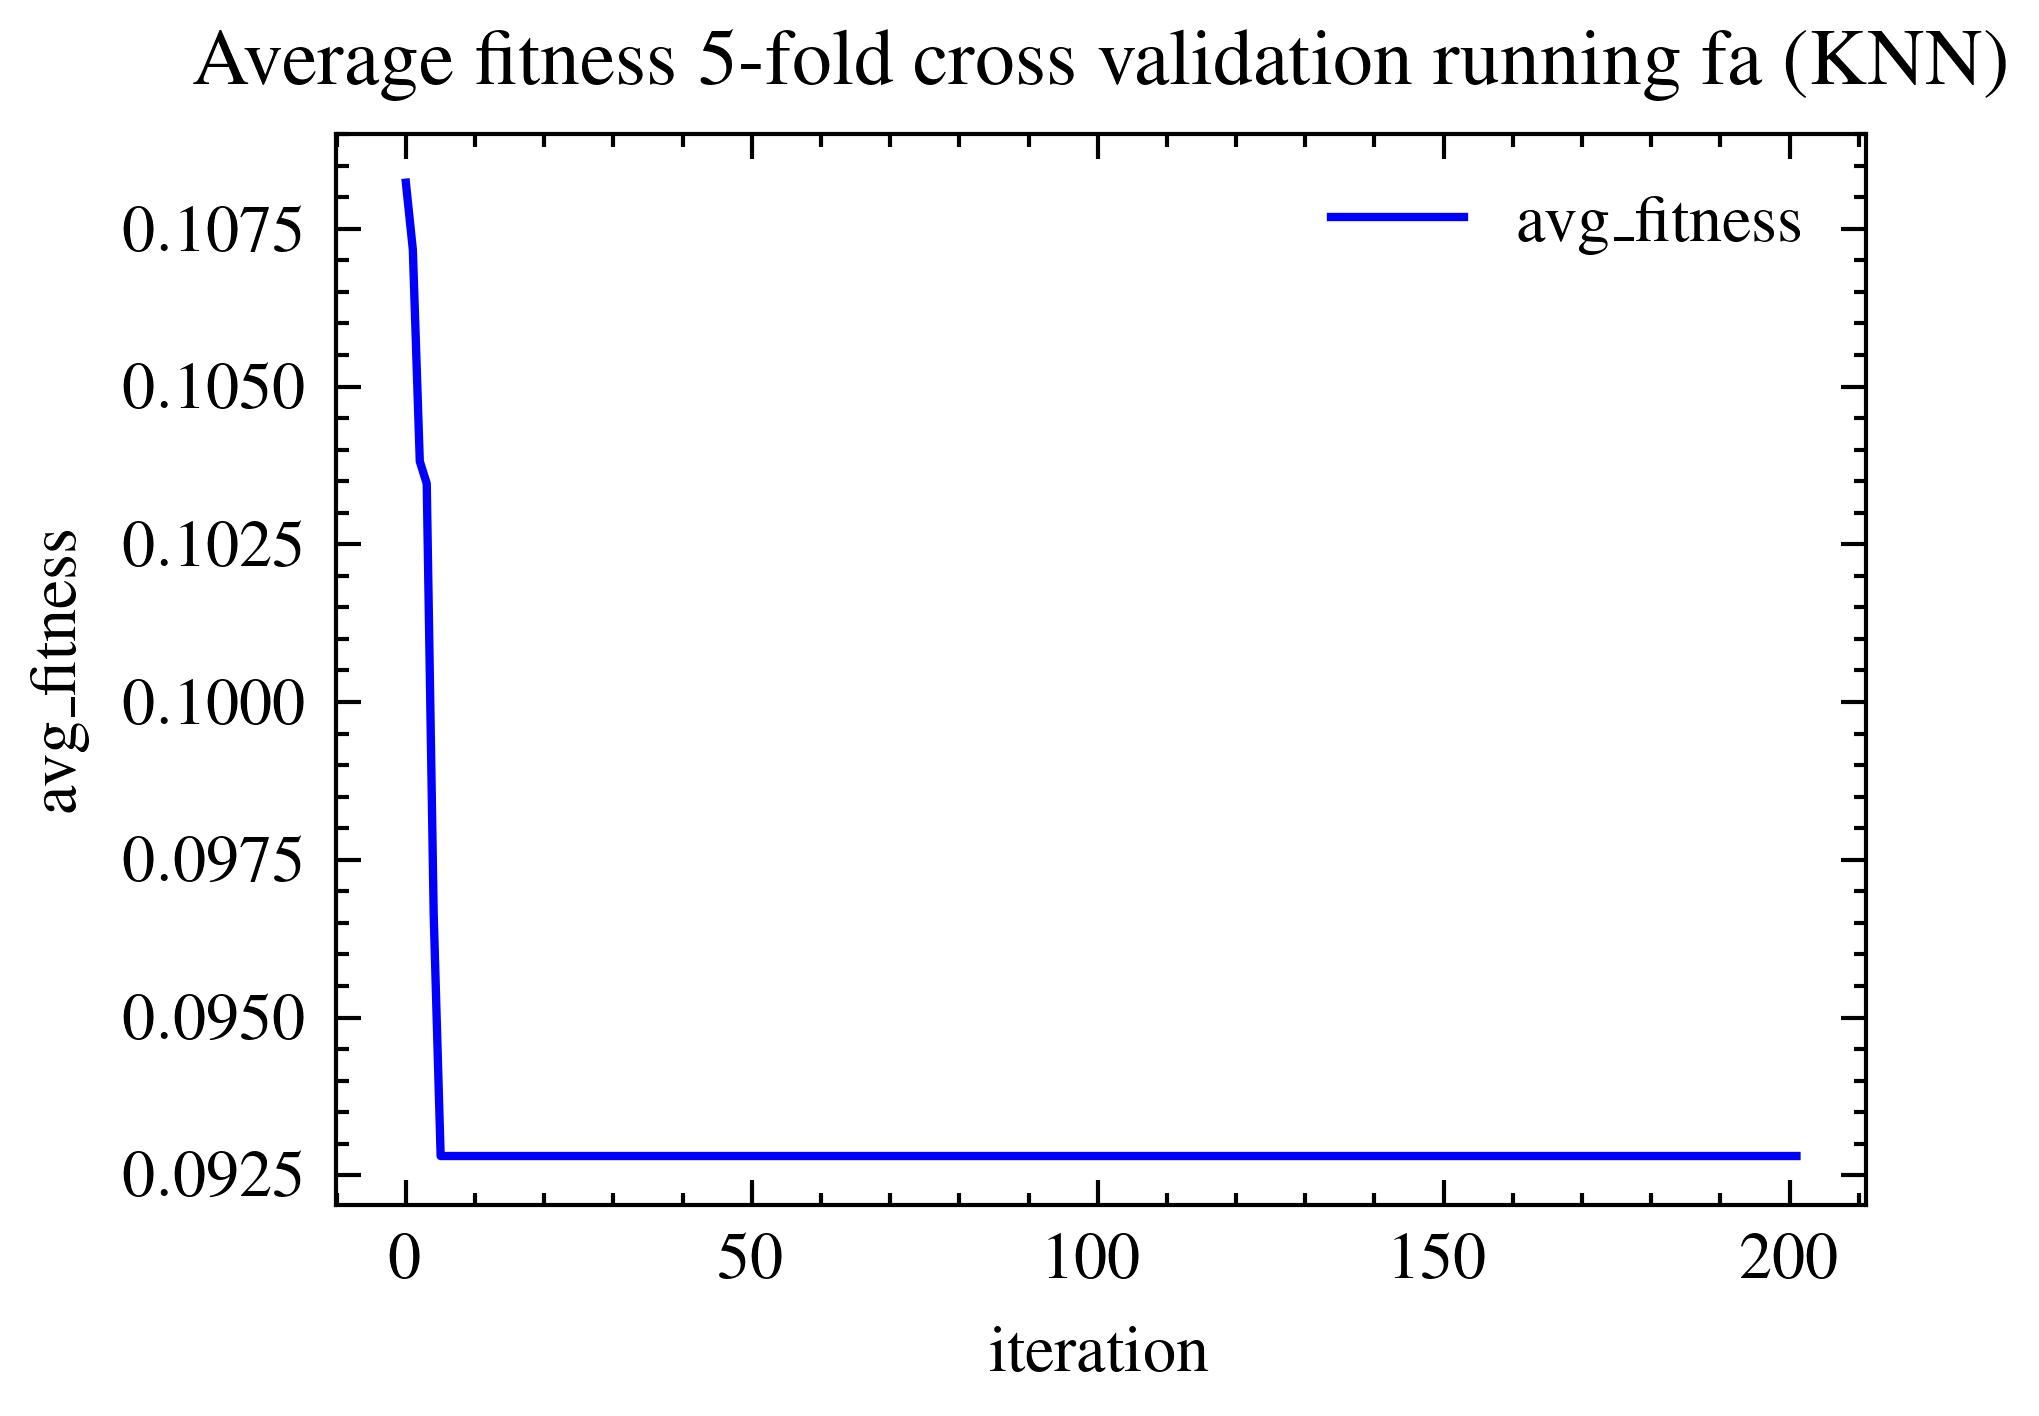 Average fitness 5-fold cross validation running fa (KNN)
avg_fitness
0.1075
0.1050
0.1025
0.1000
0.0975
0.0950
0.0925
avg_fitness
0 50 100 150 200
iteration